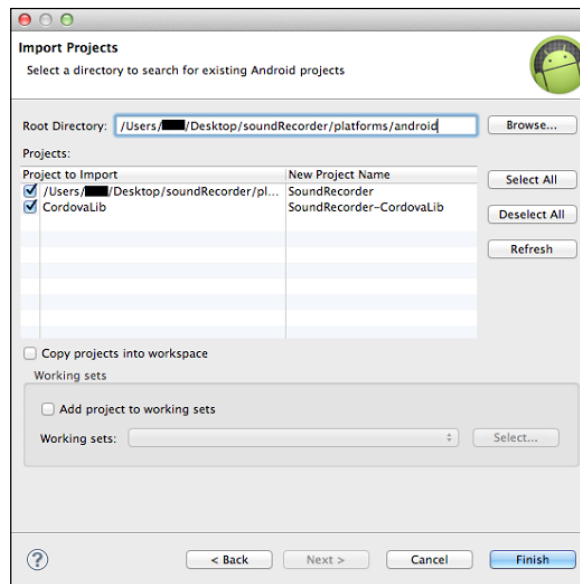 Import Projects
Select a directory to search for existing Android projects
Root Directory: /Users/ /Desktop/soundRecorder/platforms/android Browse...
Projects:
Project to Import New Project Name
/Users/ /Desktop/soundRecorder/pl... SoundRecorder
CordovaLib SoundRecorder-CordovaLib
Select All
Deselect All
Refresh
Copy projects into workspace
Working sets
Add project to working sets
Working sets: Select...
? < Back Next > Cancel Finish